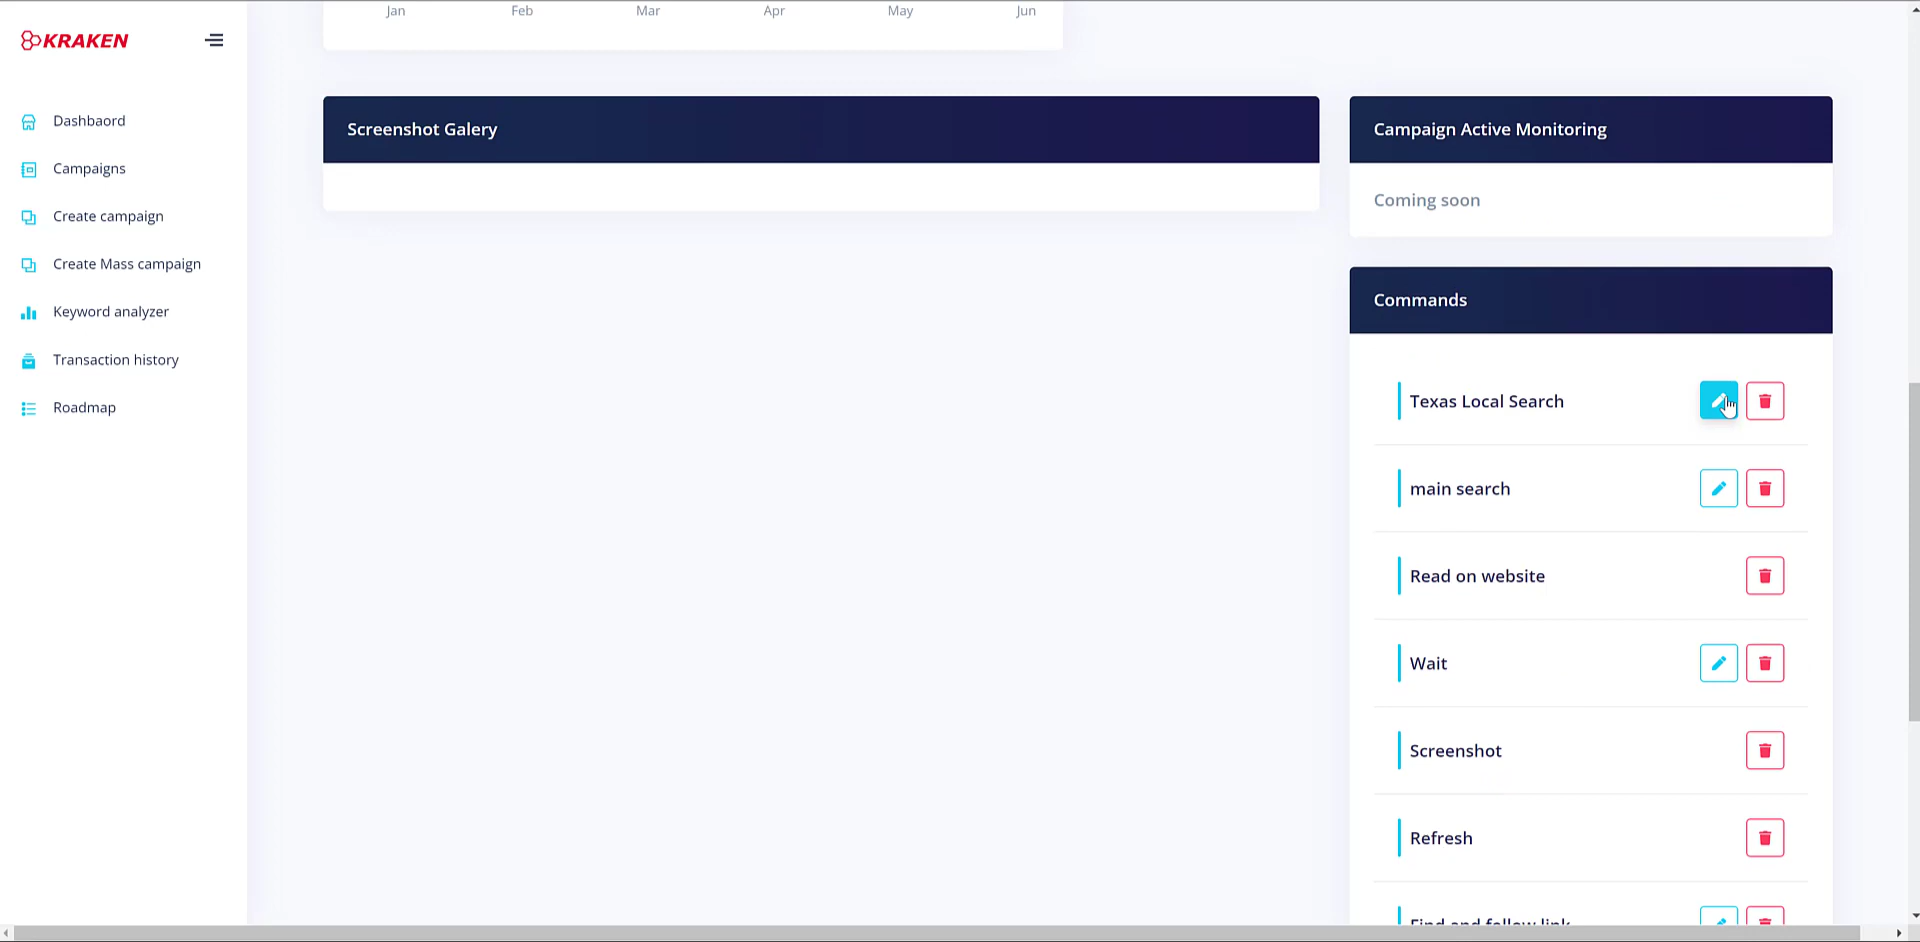 Jan Feb Mar Apr May Jun
KRAKEN
Dashbaord
Campaigns
Create campaign
Create Mass campaign
Keyword analyzer
Transaction history
Roadmap
Screenshot Galery
Campaign Active Monitoring
Coming soon
Commands
Texas Local Search
main search
Read on website
Wait
Screenshot
Refresh
Find and follow link